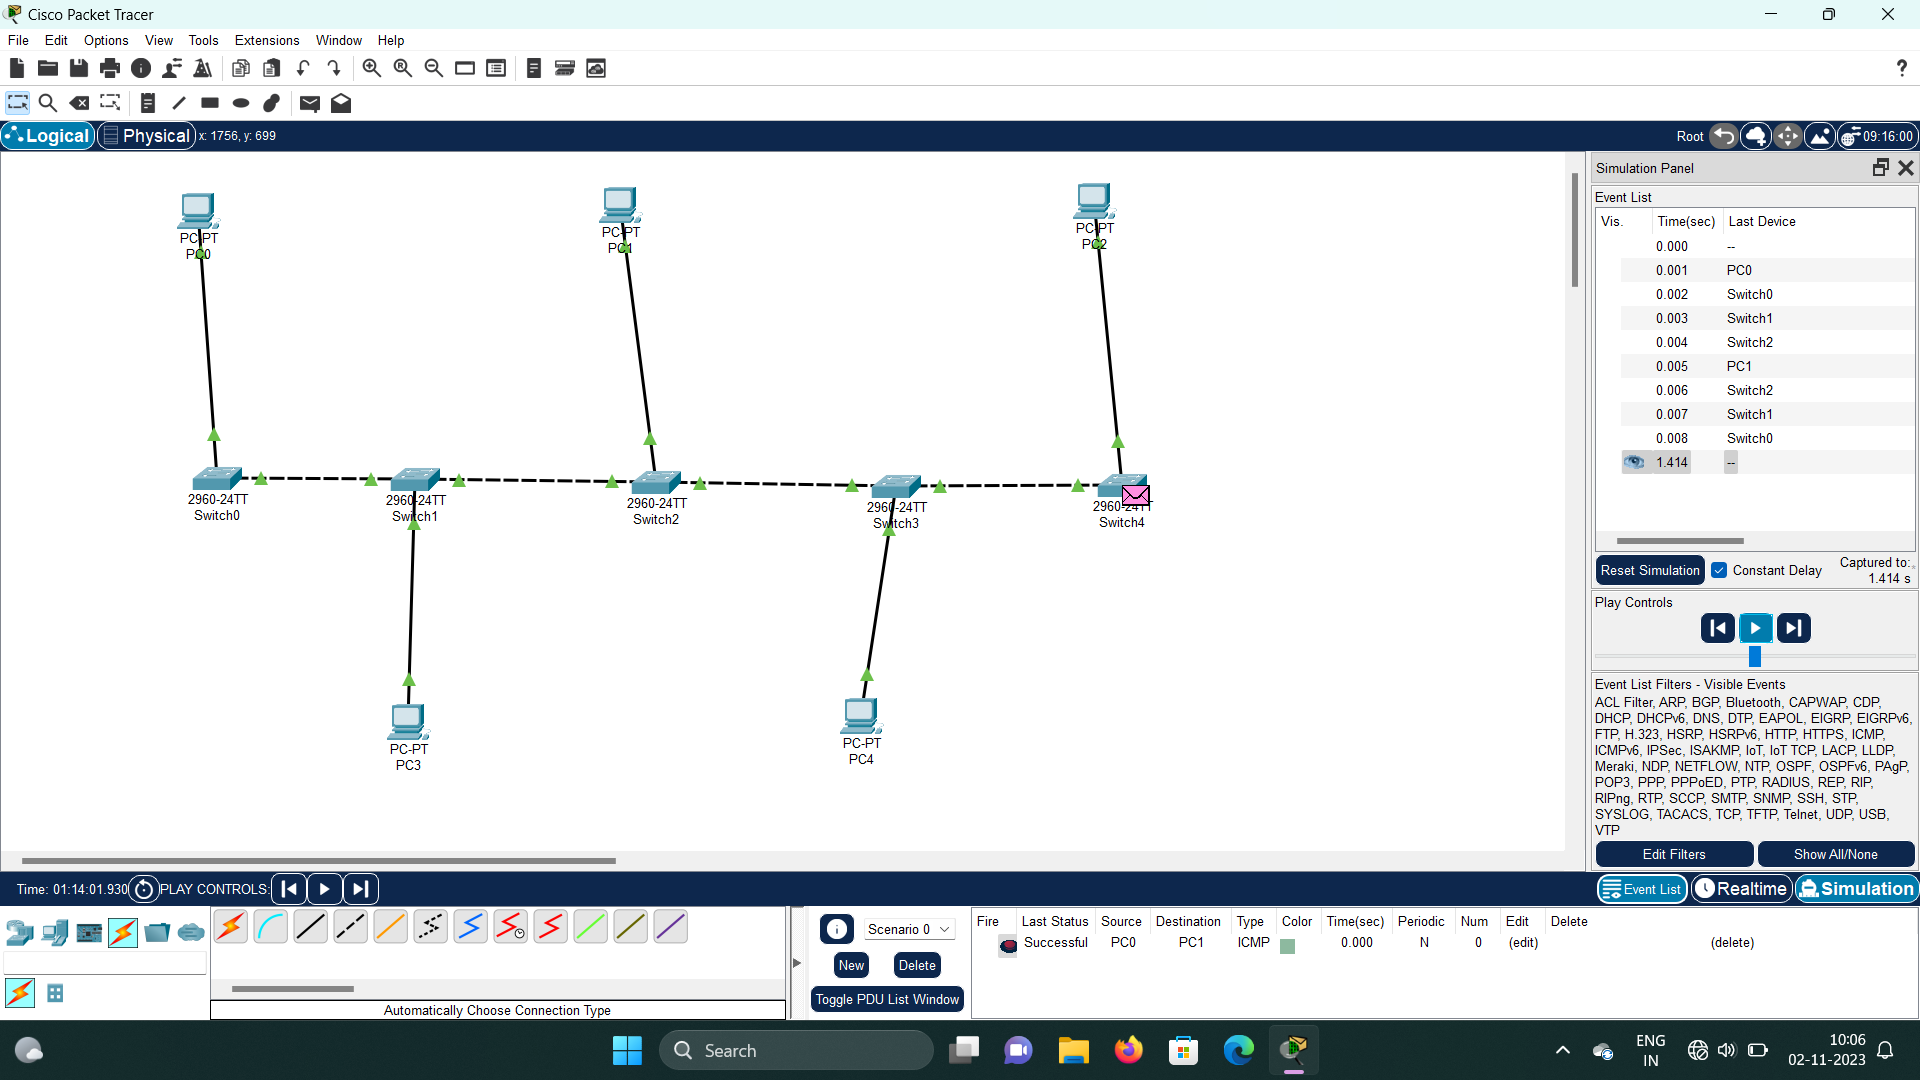 Cisco Packet Tracer
File Edit Options View Tools Extensions Window Help
?
Logical Physical x: 1756, y: 699 Root 09:16:00
PC-PT
PC0
PC-PT
PC1
PC-PT
PC2
2960-24TT
Switch0
2960-24TT
Switch1
2960-24TT
Switch2
2960-24TT
Switch3
2960-24TT
Switch4
PC-PT
PC3
PC-PT
PC4
Simulation Panel
Event List
Vis. Time(sec) Last Device
0.000 --
0.001 PC0
0.002 Switch0
0.003 Switch1
0.004 Switch2
0.005 PC1
0.006 Switch2
0.007 Switch1
0.008 Switch0
1.414 --
Reset Simulation Constant Delay Captured to:
1.414 s
Play Controls
Event List Filters - Visible Events
ACL Filter, ARP, BGP, Bluetooth, CAPWAP, CDP,
DHCP, DHCPv6, DNS, DTP, EAPOL, EIGRP, EIGRPv6,
FTP, H.323, HSRP, HSRPv6, HTTP, HTTPS, ICMP,
ICMPv6, IPSec, ISAKMP, IoT, IoT TCP, LACP, LLDP,
Meraki, NDP, NETFLOW, NTP, OSPF, OSPFv6, PAgP,
POP3, PPP, PPPoED, PTP, RADIUS, REP, RIP,
RIPng, RTP, SCCP, SMTP, SNMP, SSH, STP,
SYSLOG, TACACS, TCP, TFTP, Telnet, UDP, USB,
VTP
Edit Filters Show All/None
Time: 01:14:01.930 PLAY CONTROLS: Event List Realtime Simulation
Scenario 0
New Delete
Toggle PDU List Window
Fire Last Status Source Destination Type Color Time(sec) Periodic Num Edit Delete
Successful PC0 PC1 ICMP 0.000 N 0 (edit) (delete)
Automatically Choose Connection Type
Search
ENG
IN
10:06
02-11-2023